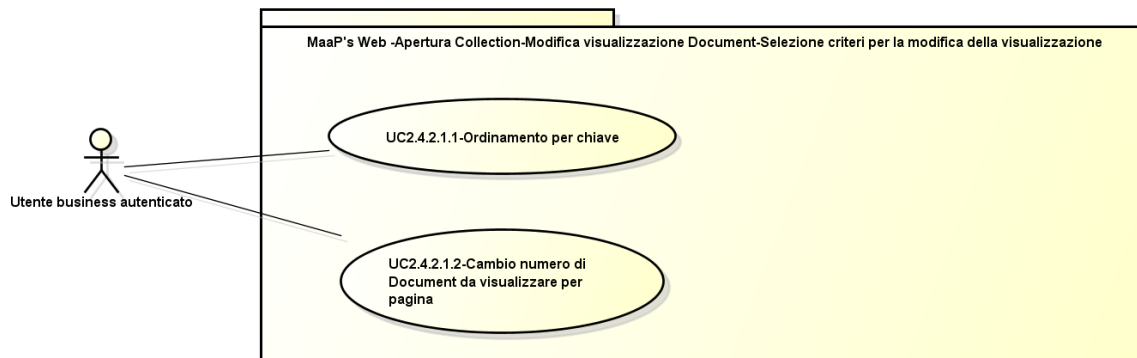 MaaP's Web -Apertura Collection-Modifica visualizzazione Document-Selezione criteri per la modifica della visualizzazione
UC2.4.2.1.1-Ordinamento per chiave
Utente business autenticato
UC2.4.2.1.2-Cambio numero di
Document da visualizzare per
pagina